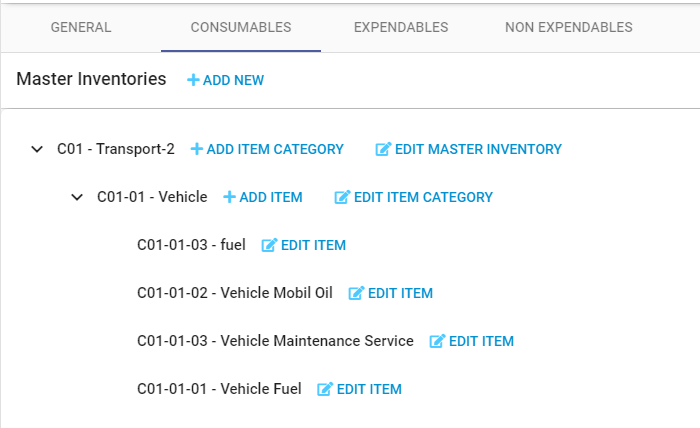 GENERAL CONSUMABLES EXPENDABLES NON EXPENDABLES
Master Inventories + ADD NEW
C01 - Transport-2 + ADD ITEM CATEGORY EDIT MASTER INVENTORY
C01-01 - Vehicle + ADD ITEM EDIT ITEM CATEGORY
C01-01-03 - fuel EDIT ITEM
C01-01-02 - Vehicle Mobil Oil EDIT ITEM
C01-01-03 - Vehicle Maintenance Service EDIT ITEM
C01-01-01 - Vehicle Fuel EDIT ITEM